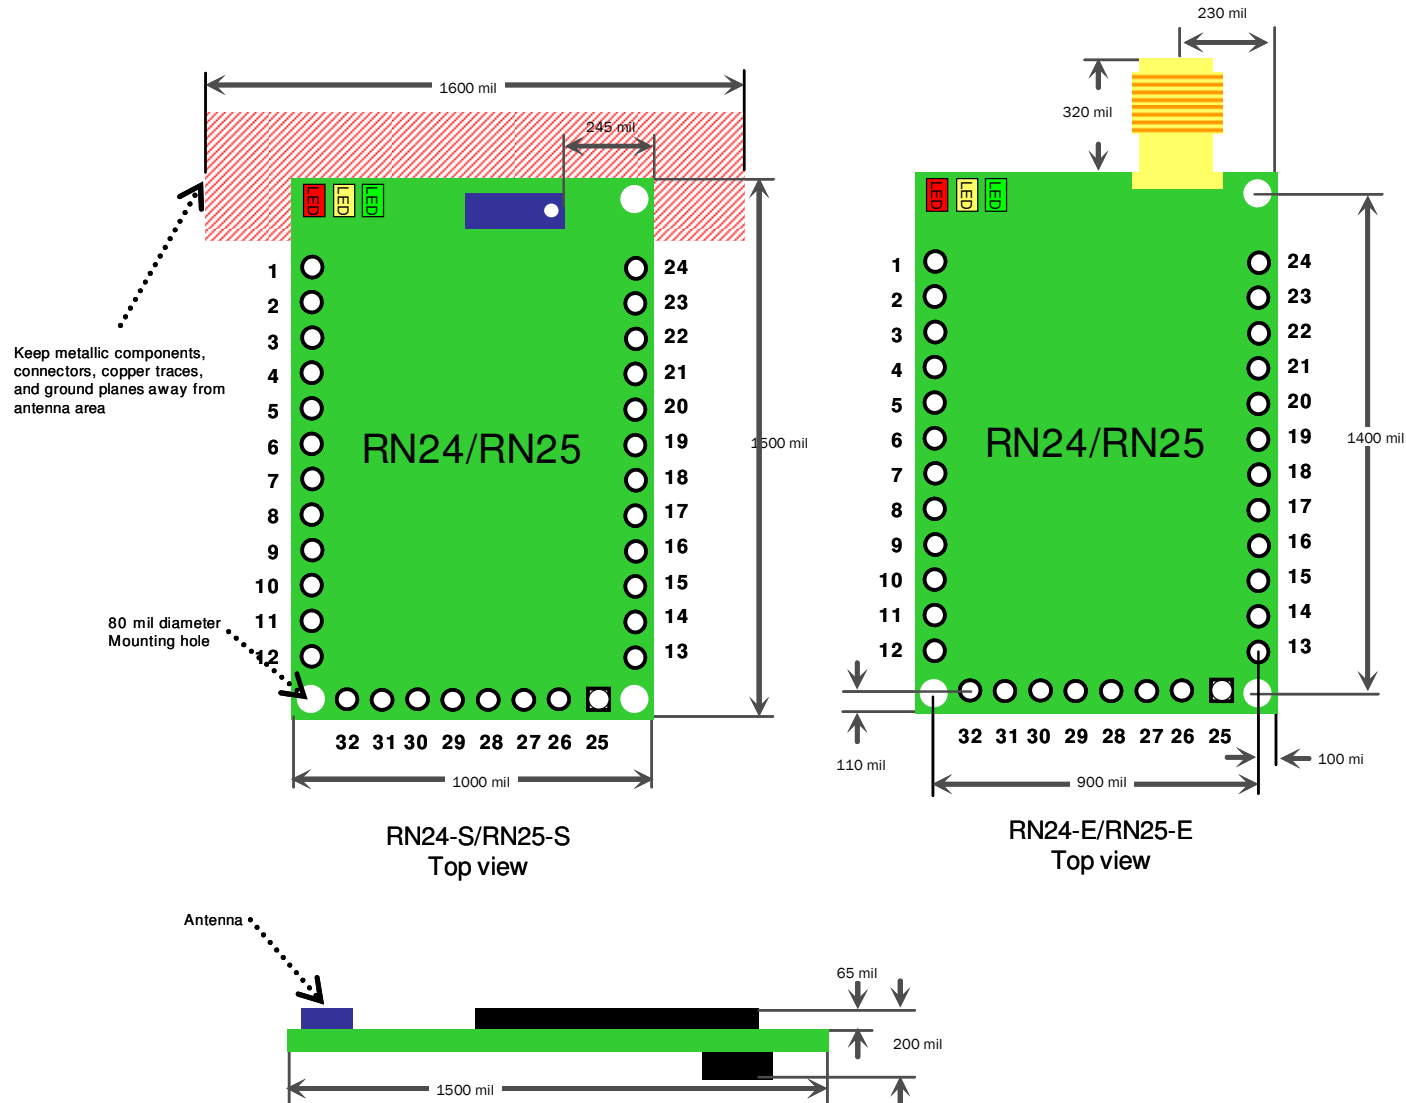 230 mil
1600 mil
320 mil
245 mil
LED LED LED
LED LED LED
1 24
2 23
3 22
4 21
5 20
6 19
7 18
8 17
9 16
10 15
11 14
12 13
1 24
2 23
3 22
4 21
5 20
6 19
7 18
8 17
9 16
10 15
11 14
12 13
Keep metallic components,
connectors, copper traces,
and ground planes away from
antenna area
RN24/RN25
1500 mil
RN24/RN25
1400 mil
80 mil diameter
Mounting hole
32 31 30 29 28 27 26 25
32 31 30 29 28 27 26 25
1000 mil
110 mil
900 mil
100 mi
RN24-S/RN25-S
Top view
RN24-E/RN25-E
Top view
Antenna
65 mil
200 mil
1500 mil